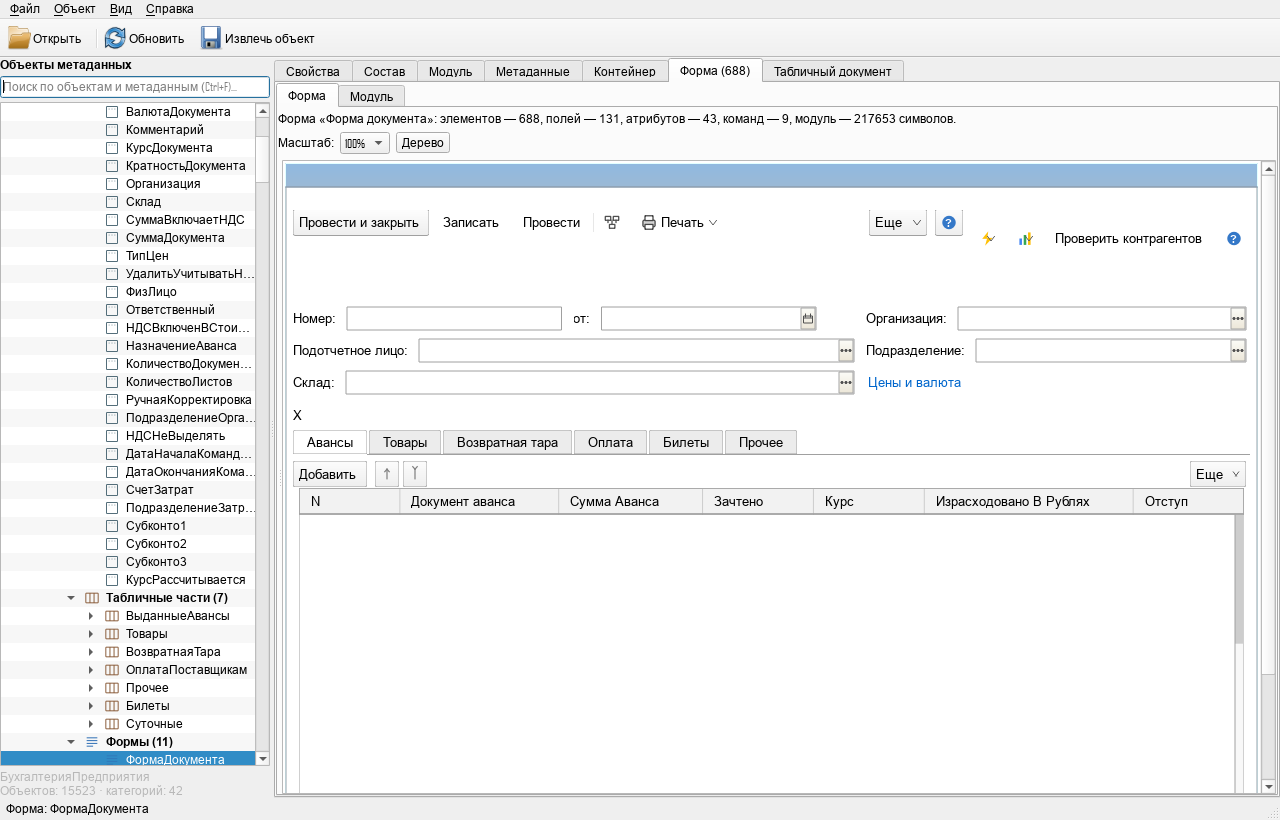 Файл Объект Вид Справка
Открыть Обновить Извлечь объект
Объекты метаданных
Поиск по объектам и метаданным (Ctrl+F)...
ВалютаДокумента
Комментарий
КурсДокумента
КратностьДокумента
Организация
Склад
СуммаВключаетНДС
СуммаДокумента
ТипЦен
УдалитьУчитыватьН...
ФизЛицо
Ответственный
НДСВключенВСтои...
НазначениеАванса
КоличествоДокумен...
КоличествоЛистов
РучнаяКорректировка
ПодразделениеОрга...
НДСНеВыделять
ДатаНачалаКоманд...
ДатаОкончанияКома...
СчетЗатрат
ПодразделениеЗатр...
Субконто1
Субконто2
Субконто3
КурсРассчитывается
Табличные части (7)
ВыданныеАвансы
Товары
ВозвратнаяТара
ОплатаПоставщикам
Прочее
Билеты
Суточные
Формы (11)
ФормаДокумента
БухгалтерияПредприятия
Объектов: 15523 · категорий: 42
Свойства Состав Модуль Метаданные Контейнер Форма (688) Табличный документ
Форма Модуль
Форма «Форма документа»: элементов — 688, полей — 131, атрибутов — 43, команд — 9, модуль — 217653 символов.
Масштаб: 100% Дерево
Провести и закрыть Записать Провести Печать Еще ?
Проверить контрагентов ?
Номер: от: Организация:
Подотчетное лицо: Подразделение:
Склад: Цены и валюта
X
Авансы Товары Возвратная тара Оплата Билеты Прочее
Добавить Еще
N Документ аванса Сумма Аванса Зачтено Курс Израсходовано В Рублях Отступ
Форма: ФормаДокумента